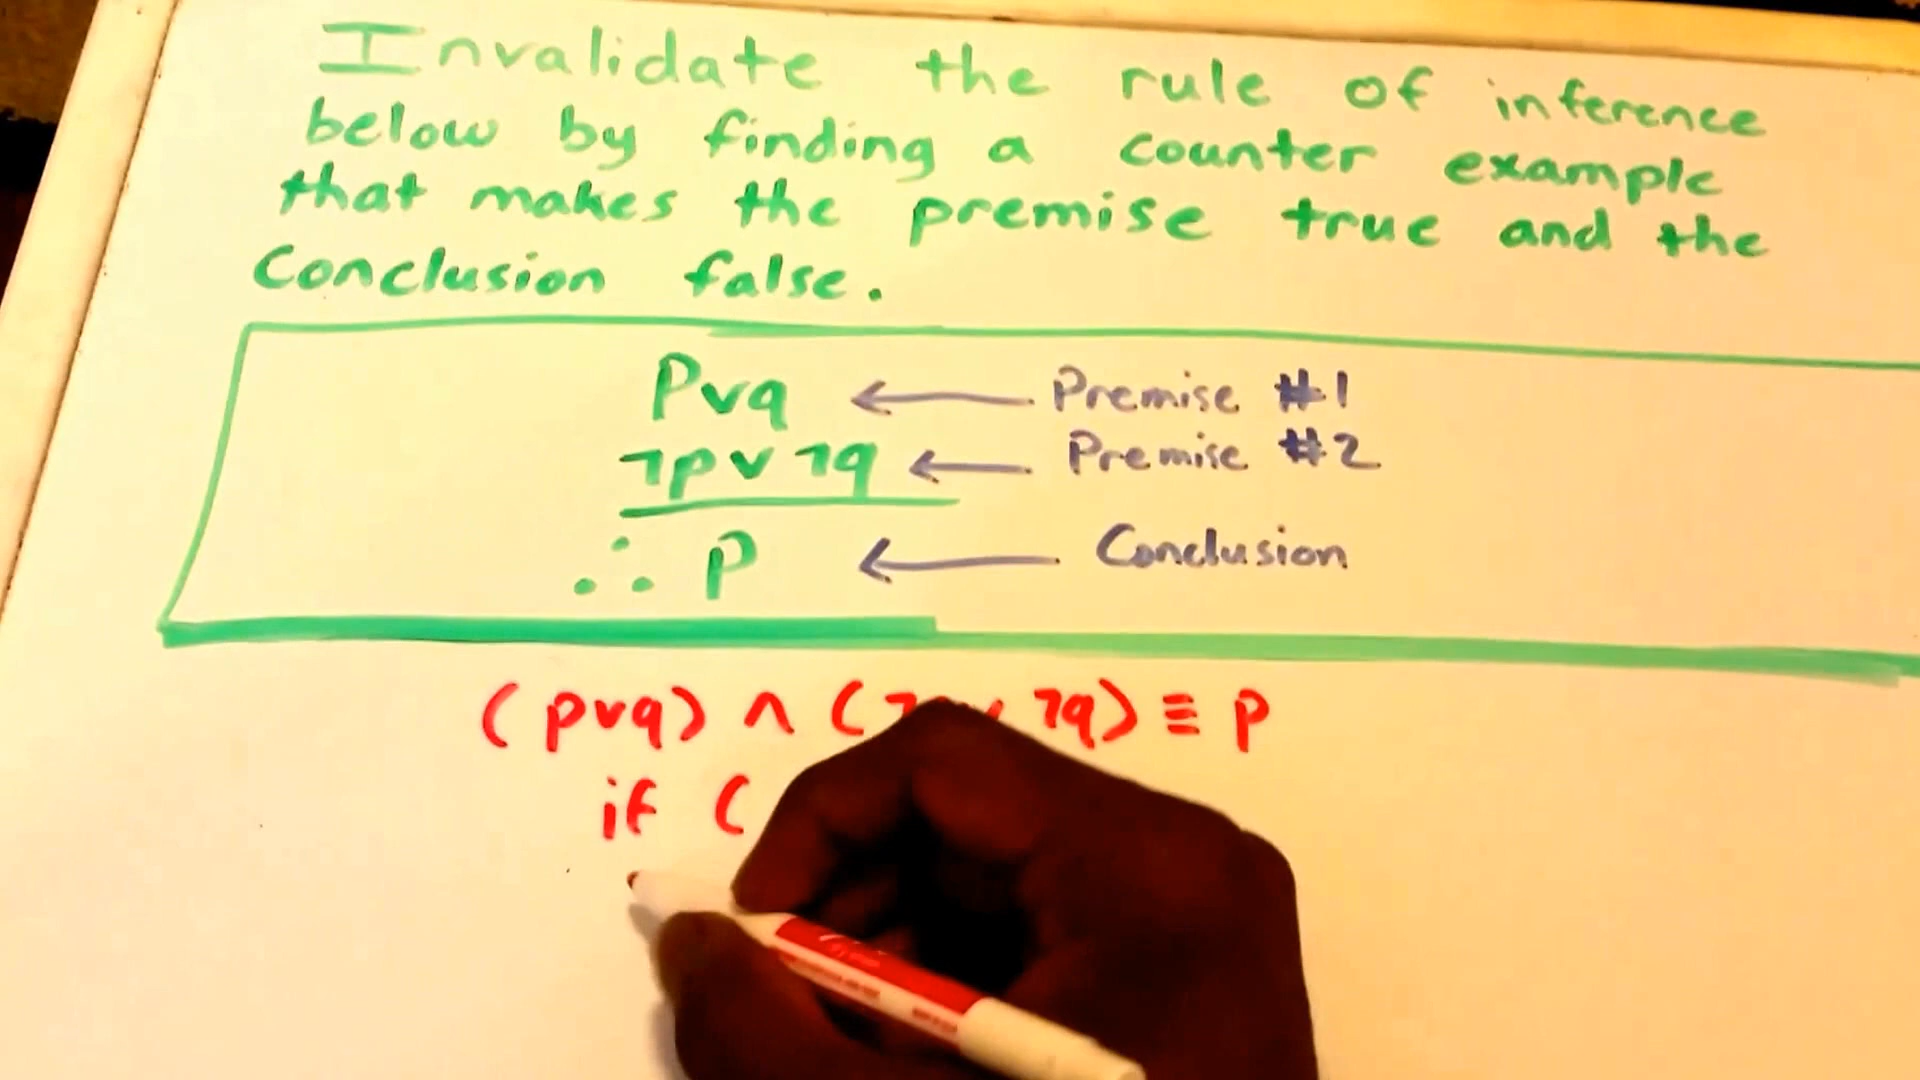 Invalidate the rule of inference
below by finding a counter example
that makes the premise true and the
Conclusion false.
Pvq ← Premise #1
¬pv¬q ← Premise #2
∴ P ← Conclusion
(pvq) ∧ ( ¬q) ≡ P
if (